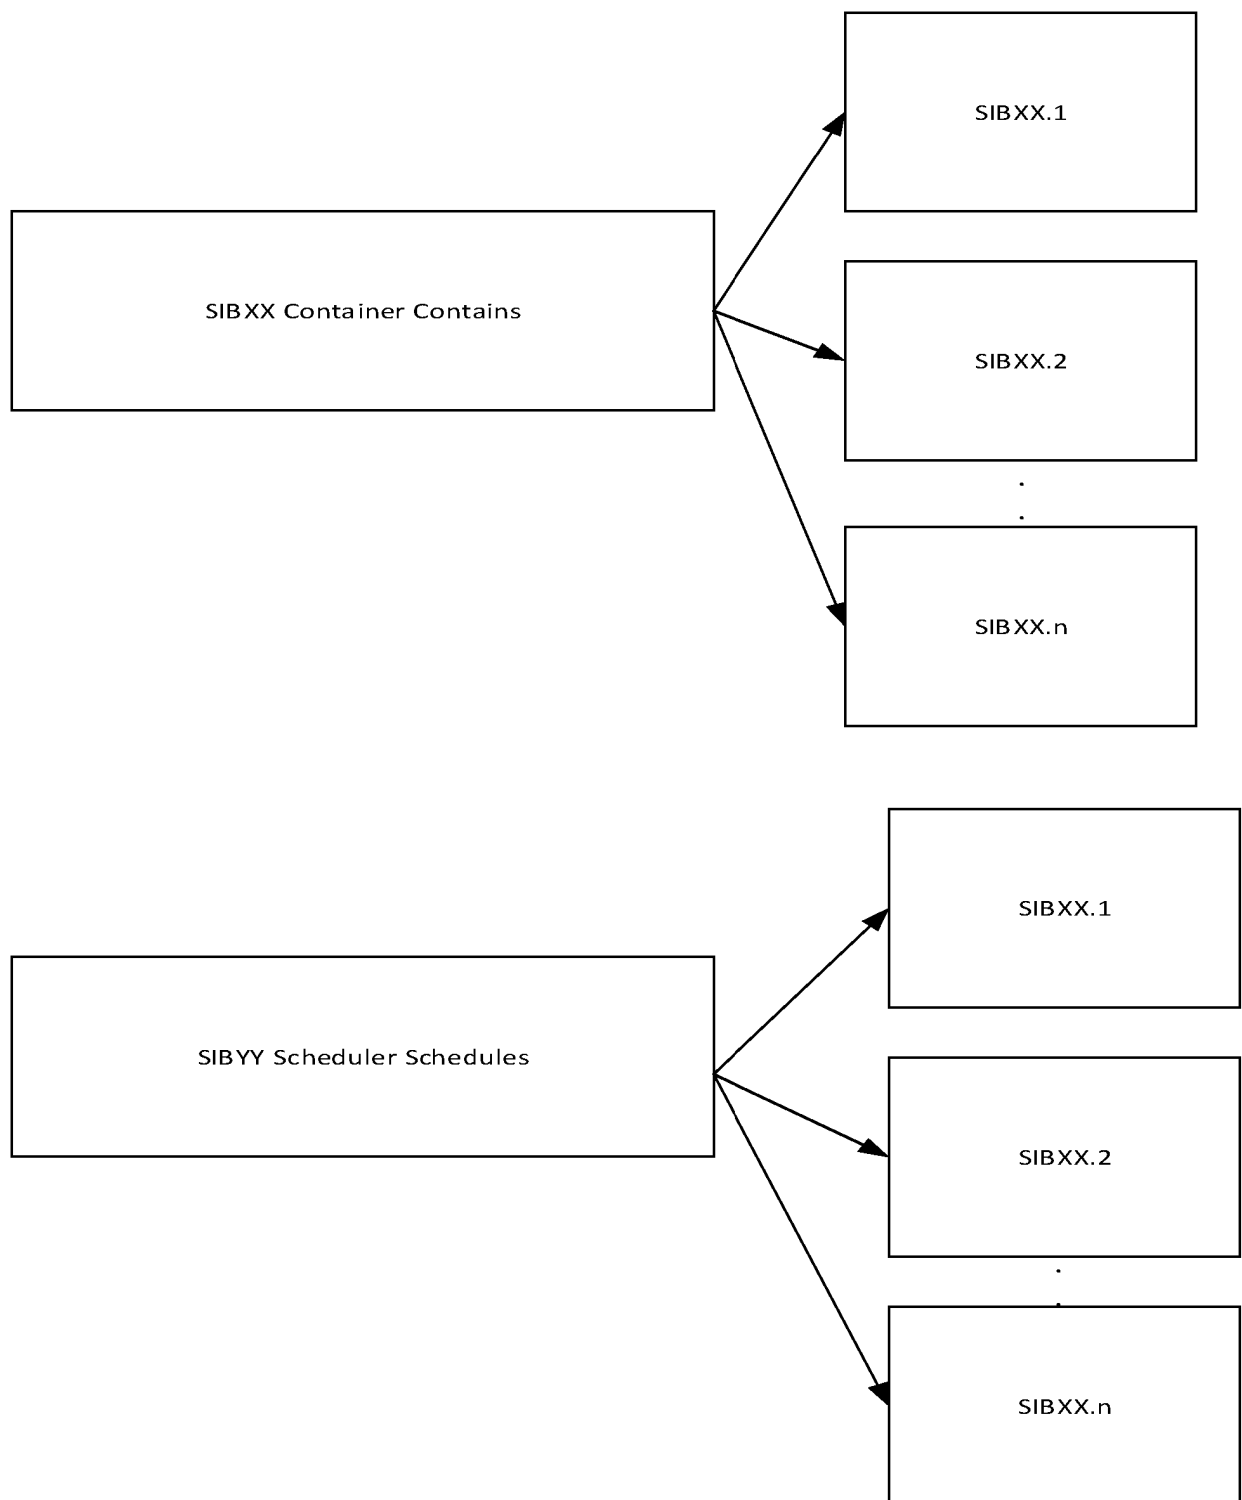 SIBXX.1
SIBXX Container Contains
SIBXX.2
.
.
SIBXX.n
SIBXX.1
SIBYY Scheduler Schedules
SIBXX.2
.
.
SIBXX.n